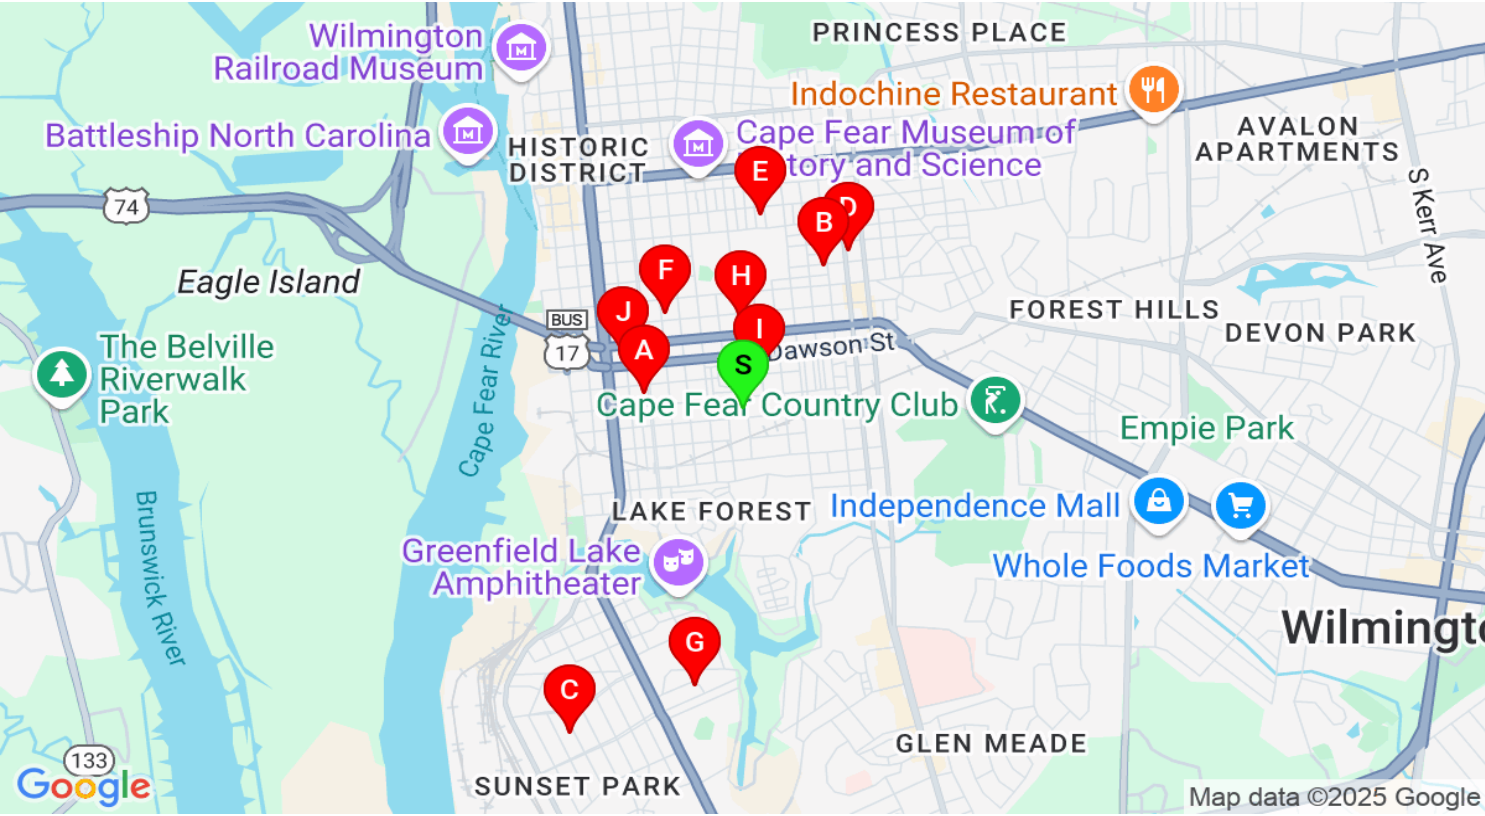 PRINCESS PLACE
Wilmington
Railroad Museum
Indochine Restaurant
Battleship North Carolina
HISTORIC
DISTRICT
Cape Fear Museum of
tory and Science
AVALON
APARTMENTS
E
S Kerr Ave
74
D
B
F
H
Eagle Island
J
I
BUS
17
A
S
Dawson St
FOREST HILLS
DEVON PARK
The Belville
Riverwalk
Park
Cape Fear River
Cape Fear Country Club
Empie Park
Brunswick River
LAKE FOREST
Independence Mall
Greenfield Lake
Amphitheater
Whole Foods Market
Wilmingto
G
C
GLEN MEADE
133
Google
SUNSET PARK
Map data ©2025 Google